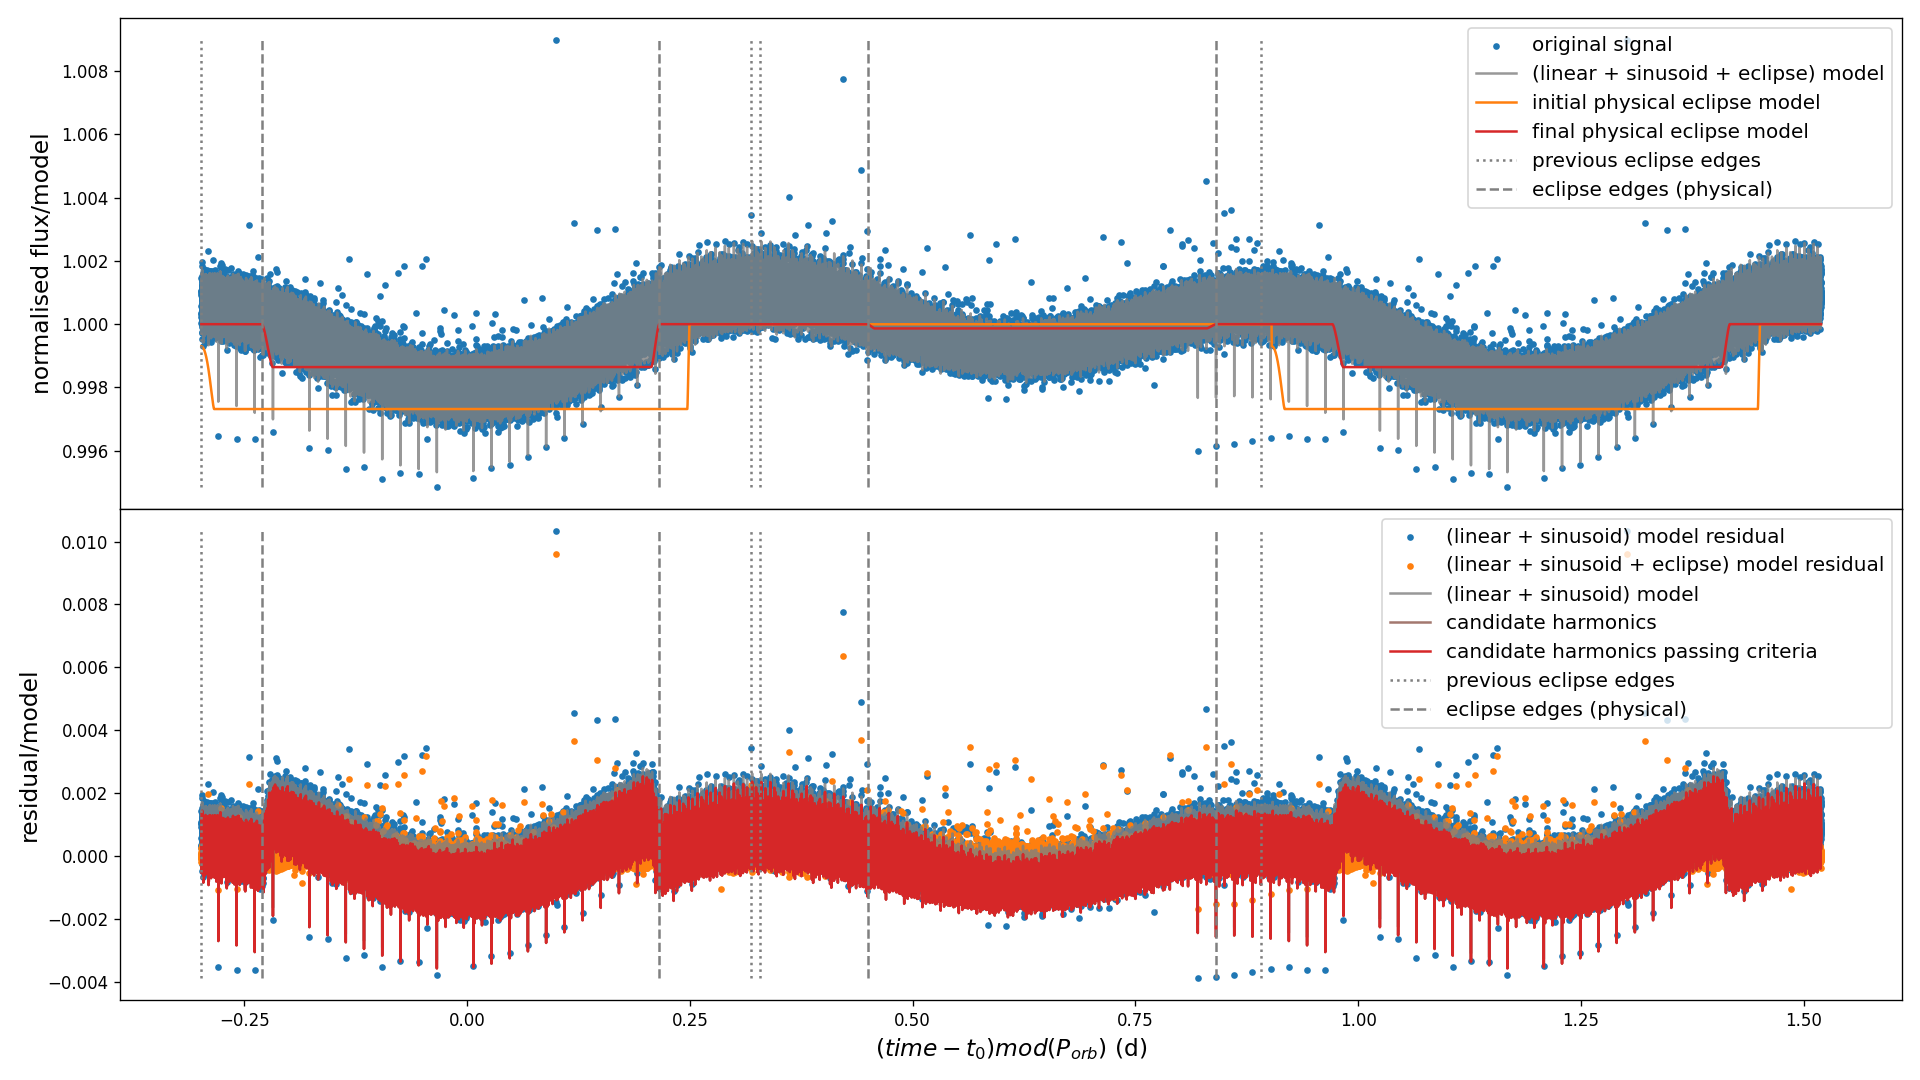 normalised flux/model
1.008
1.006
1.004
1.002
1.000
0.998
0.996
original signal
(linear + sinusoid + eclipse) model
initial physical eclipse model
final physical eclipse model
previous eclipse edges
eclipse edges (physical)
residual/model
0.010
0.008
0.006
0.004
0.002
0.000
−0.002
−0.004
(linear + sinusoid) model residual
(linear + sinusoid + eclipse) model residual
(linear + sinusoid) model
candidate harmonics
candidate harmonics passing criteria
previous eclipse edges
eclipse edges (physical)
−0.25 0.00 0.25 0.50 0.75 1.00 1.25 1.50
(time − t₀)mod(Pₒᵣb) (d)